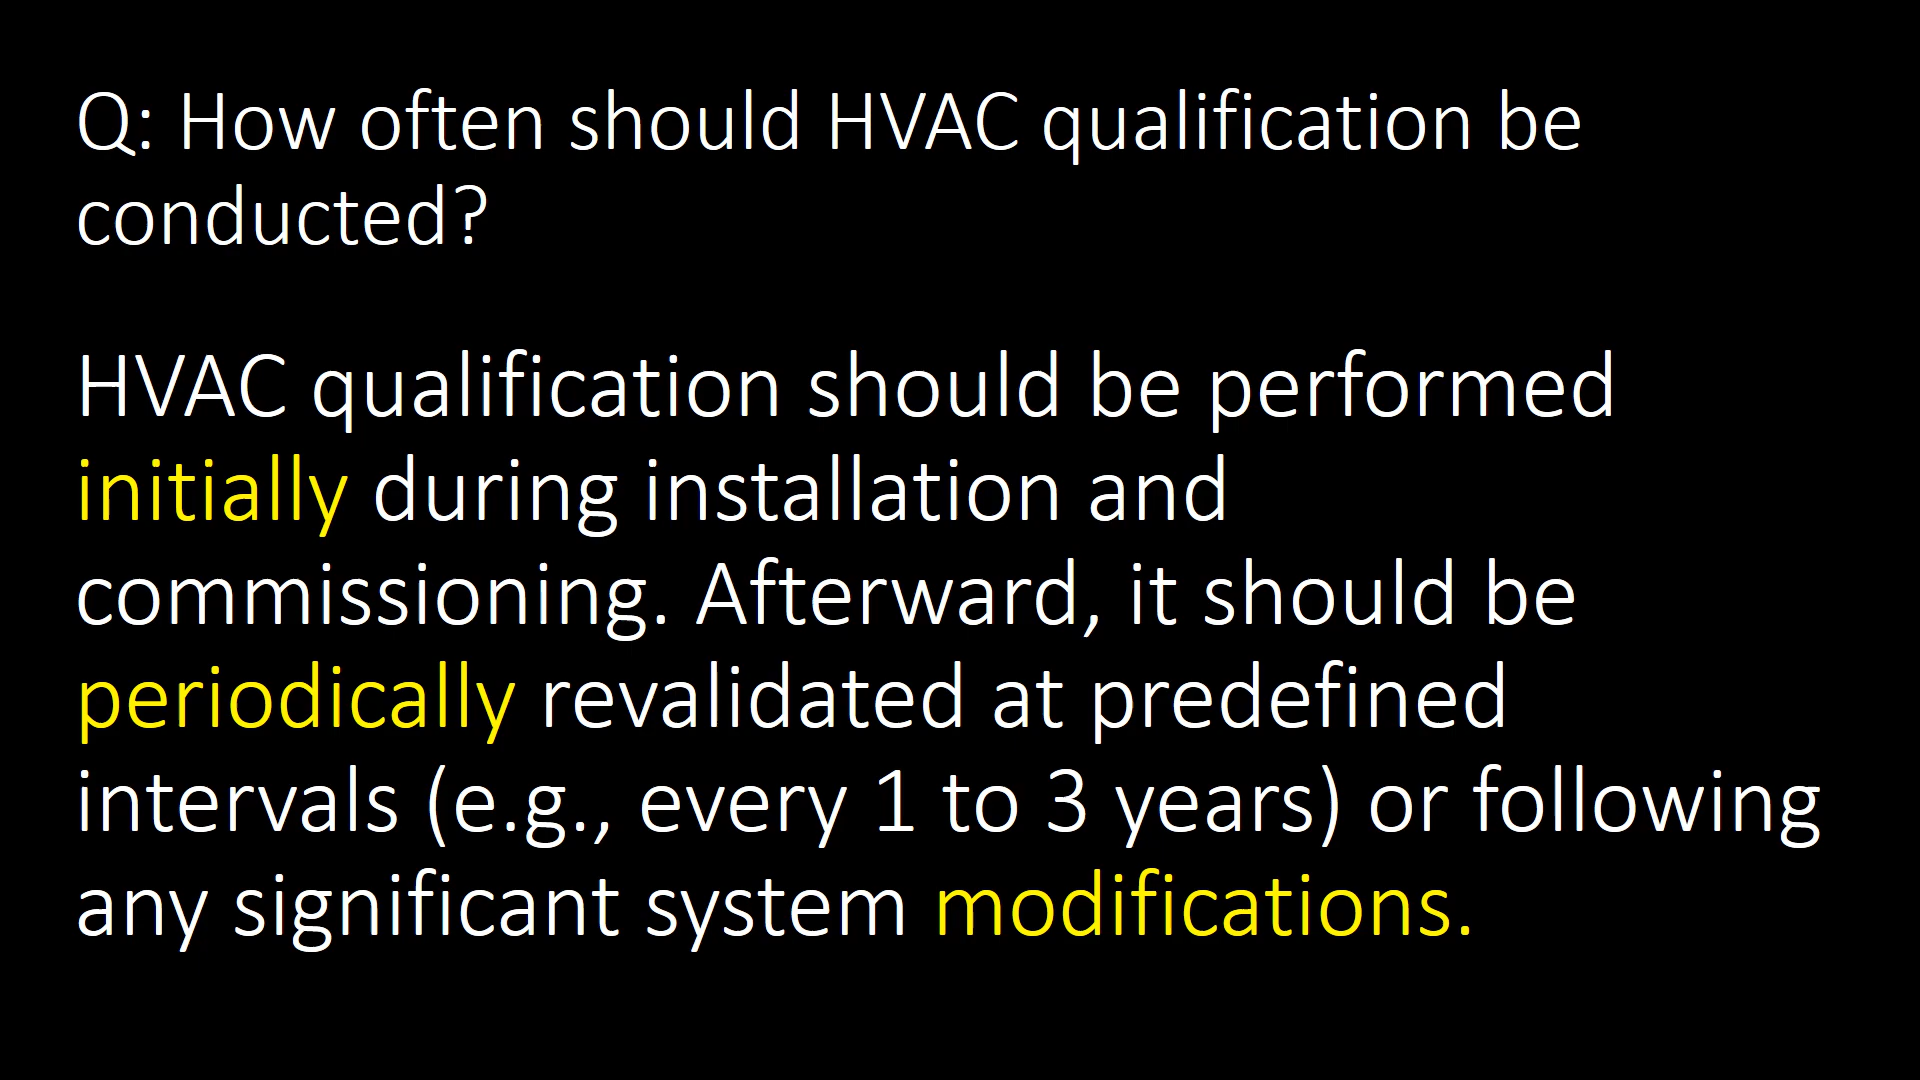 Q: How often should HVAC qualification be
conducted?
HVAC qualification should be performed
initially during installation and
commissioning. Afterward, it should be
periodically revalidated at predefined
intervals (e.g., every 1 to 3 years) or following
any significant system modifications.